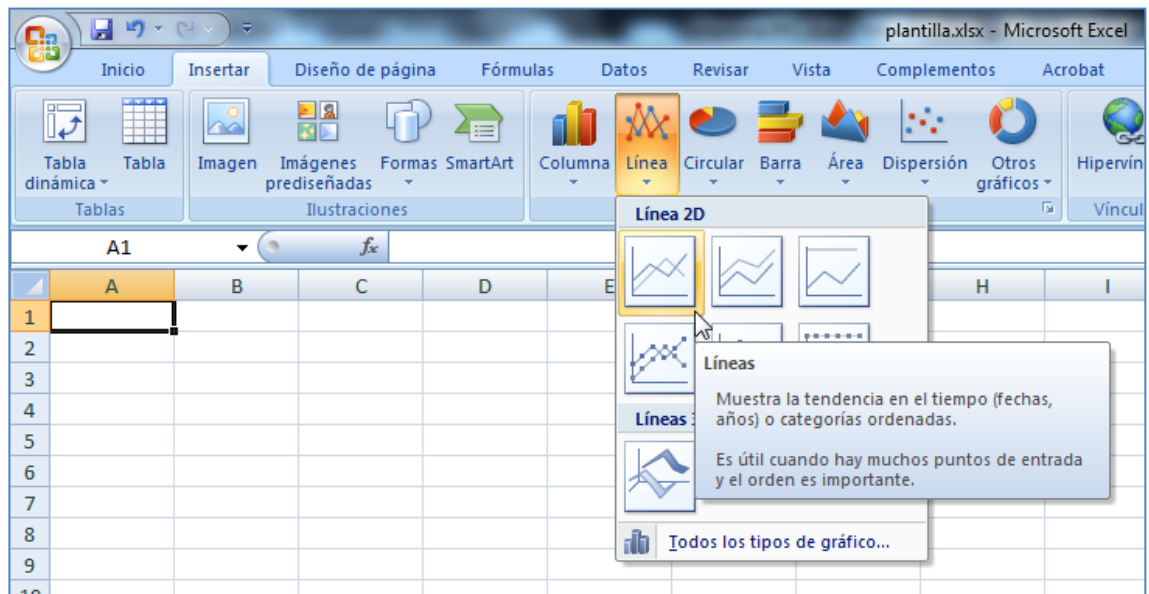 plantilla.xlsx - Microsoft Excel
Inicio Insertar Diseño de página Fórmulas Datos Revisar Vista Complementos Acrobat
Tabla dinámica
Tabla
Imagen
Imágenes prediseñadas
Formas
SmartArt
Columna
Línea
Circular
Barra
Área
Dispersión
Otros gráficos
Tablas
Ilustraciones
A1
fx
A B C D E H I
1
2
3
4
5
6
7
8
9
Línea 2D
Líneas
Muestra la tendencia en el tiempo (fechas,
años) o categorías ordenadas.
Es útil cuando hay muchos puntos de entrada
y el orden es importante.
Líneas
Todos los tipos de gráfico...